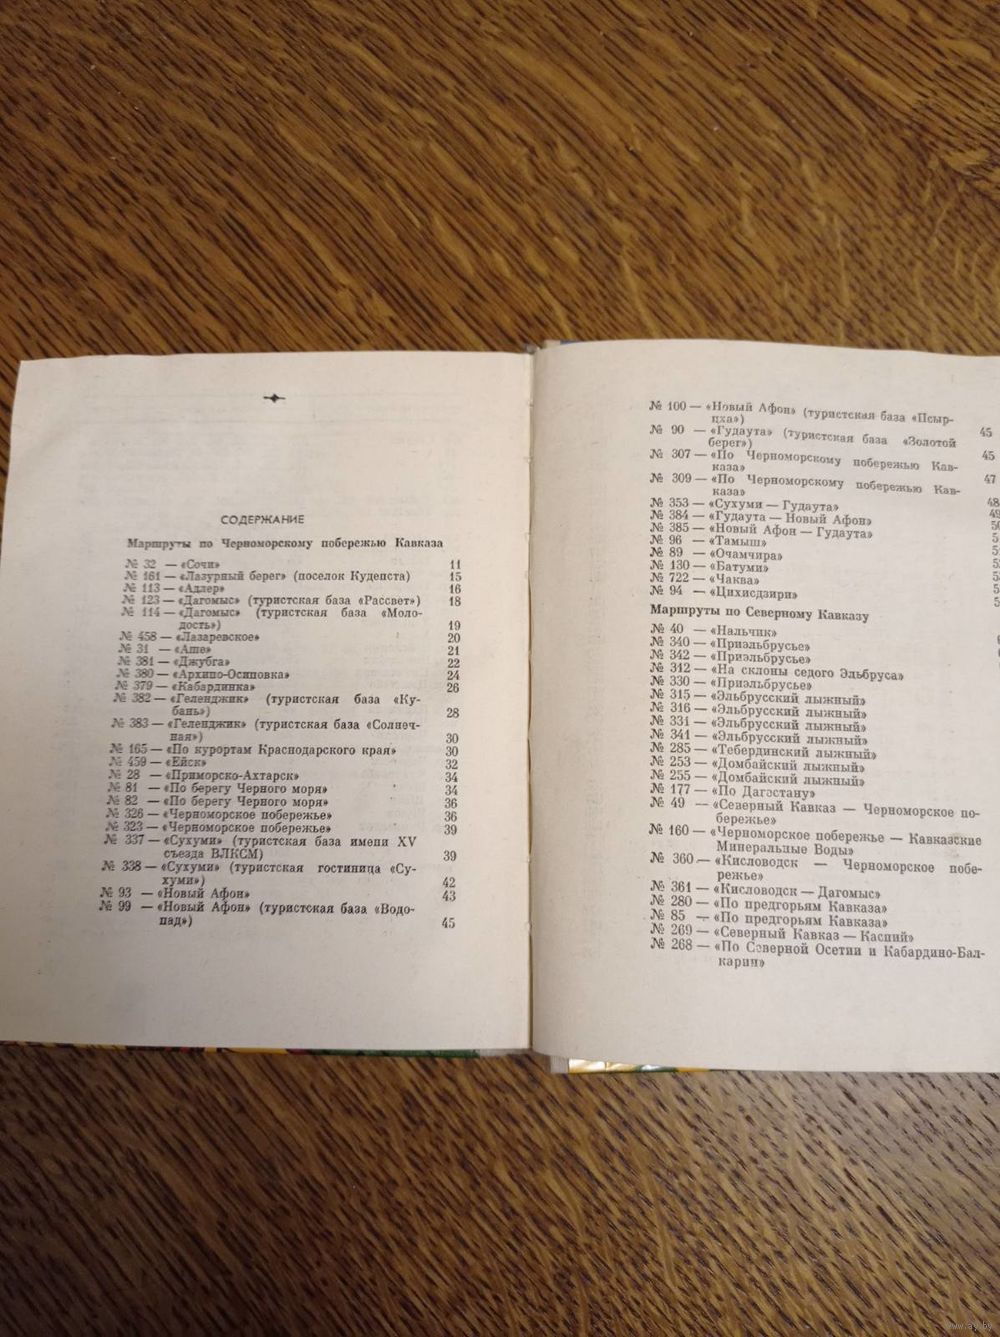 СОДЕРЖАНИЕ
Маршруты по Черноморскому побережью Кавказа
№ 32 — «Сочи» 11
№ 161 — «Лазурный берег» (поселок Кудепста) 15
№ 113 — «Адлер» 16
№ 123 — «Дагомыс» (туристская база «Рассвет») 18
№ 114 — «Дагомыс» (туристская база «Моло-
дость») 19
№ 458 — «Лазаревское» 20
№ 31 — «Аше» 21
№ 381 — «Джубга» 22
№ 380 — «Архипо-Осиповка» 24
№ 379 — «Кабардинка» 26
№ 382 — «Геленджик» (туристская база «Ку-
бань») 28
№ 383 — «Геленджик» (туристская база «Солнеч-
ная») 30
№ 165 — «По курортам Краснодарского края» 30
№ 459 — «Ейск» 32
№ 28 — «Приморско-Ахтарск» 34
№ 81 — «По берегу Черного моря» 34
№ 82 — «По берегу Черного моря» 36
№ 326 — «Черноморское побережье» 36
№ 323 — «Черноморское побережье» 39
№ 337 — «Сухуми» (туристская база имени XV
съезда ВЛКСМ) 39
№ 338 — «Сухуми» (туристская гостиница «Су-
хуми») 42
№ 93 — «Новый Афон» 43
№ 99 — «Новый Афон» (туристская база «Водо-
пад») 45
№ 100 — «Новый Афон» (туристская база «Псыр-
цха») 45
№ 90 — «Гудаута» (туристская база «Золотой
берег») 45
№ 307 — «По Черноморскому побережью Кав-
каза» 47
№ 309 — «По Черноморскому побережью Кав-
каза» 48
№ 353 — «Сухуми — Гудаута» 49
№ 384 — «Гудаута — Новый Афон»
№ 385 — «Новый Афон — Гудаута»
№ 96 — «Тамыш»
№ 89 — «Очамчира»
№ 130 — «Батуми»
№ 722 — «Чаква»
№ 94 — «Цихисдзири»
Маршруты по Северному Кавказу
№ 40 — «Нальчик»
№ 340 — «Приэльбрусье»
№ 342 — «Приэльбрусье»
№ 312 — «На склоны седого Эльбруса»
№ 330 — «Приэльбрусье»
№ 315 — «Эльбрусский лыжный»
№ 316 — «Эльбрусский лыжный»
№ 331 — «Эльбрусский лыжный»
№ 341 — «Эльбрусский лыжный»
№ 285 — «Тебердинский лыжный»
№ 253 — «Домбайский лыжный»
№ 255 — «Домбайский лыжный»
№ 177 — «По Дагестану»
№ 49 — «Северный Кавказ — Черноморское по-
бережье»
№ 160 — «Черноморское побережье — Кавказские
Минеральные Воды»
№ 360 — «Кисловодск — Черноморское побе-
режье»
№ 361 — «Кисловодск — Дагомыс»
№ 280 — «По предгорьям Кавказа»
№ 85 — «По предгорьям Кавказа»
№ 269 — «Северный Кавказ — Каспий»
№ 268 — «По Северной Осетии и Кабардино-Бал-
карии»
www.ay.by